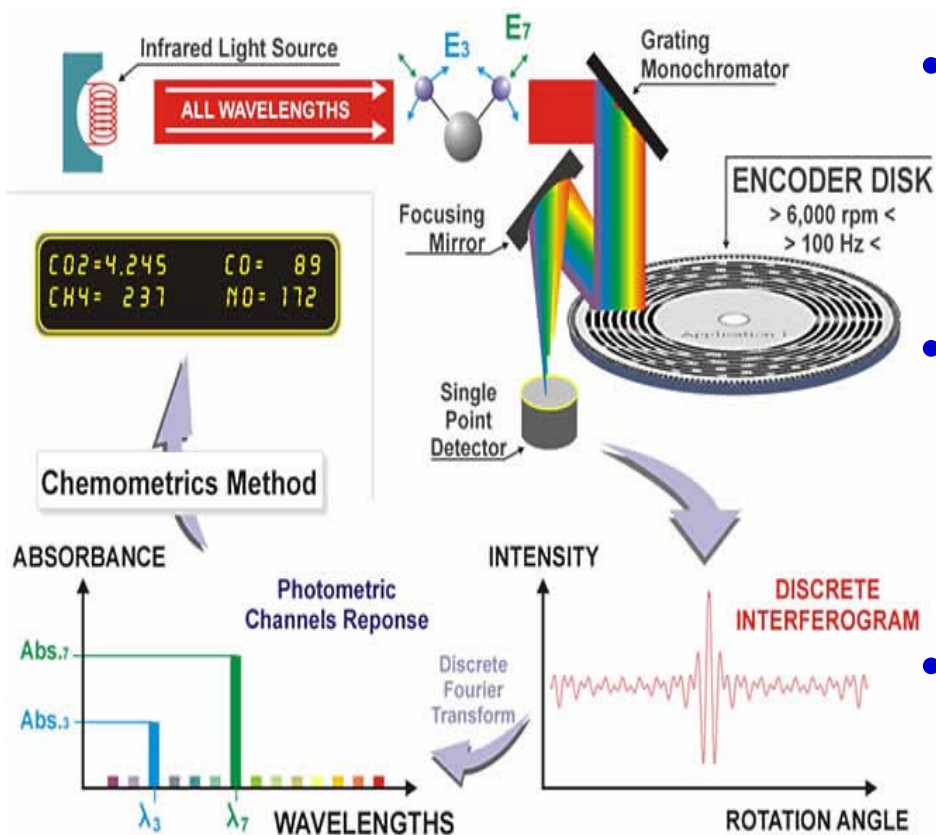 Infrared Light Source
E3
E7
Grating
Monochromator
ALL WAVELENGTHS
ENCODER DISK
> 6,000 rpm <
> 100 Hz <
Focusing
Mirror
CO2=4.245 CO= 89
CH4= 237 NO= 172
Application 1
Single
Point
Detector
Chemometrics Method
ABSORBANCE
Photometric
Channels Reponse
Abs.7
Abs.3
λ3
λ7
WAVELENGTHS
Discrete
Fourier
Transform
INTENSITY
DISCRETE
INTERFEROGRAM
ROTATION ANGLE